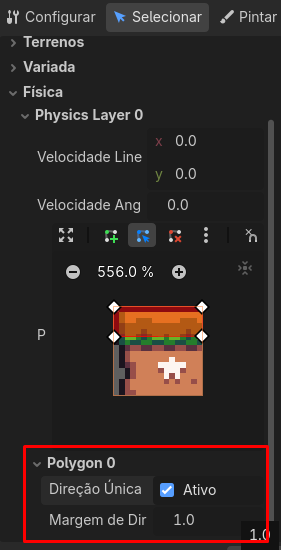 Configurar Selecionar Pintar
Terrenos
Variada
Física
Physics Layer 0
Velocidade Line x 0.0
y 0.0
Velocidade Ang 0.0
556.0 %
P
Polygon 0
Direção Única Ativo
Margem de Dir 1.0
1.0